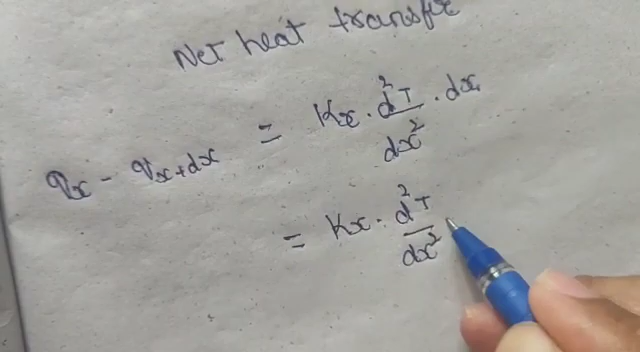 Net heat transfer
qx - qx+dx = Kx · d²T/dx² · dx
= Kx · d²T/dx²